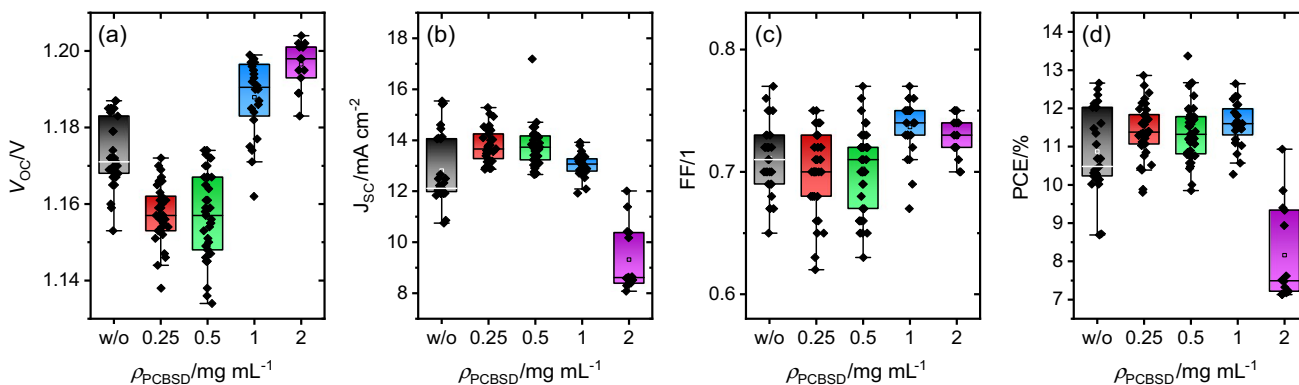 (a)
V_OC/V
1.20
1.18
1.16
1.14
w/o 0.25 0.5 1 2
ρ_PCBSD/mg mL⁻¹
(b)
J_SC/mA cm⁻²
18
16
14
12
10
8
w/o 0.25 0.5 1 2
ρ_PCBSD/mg mL⁻¹
(c)
FF/1
0.8
0.7
0.6
w/o 0.25 0.5 1 2
ρ_PCBSD/mg mL⁻¹
(d)
PCE/%
14
13
12
11
10
9
8
7
w/o 0.25 0.5 1 2
ρ_PCBSD/mg mL⁻¹